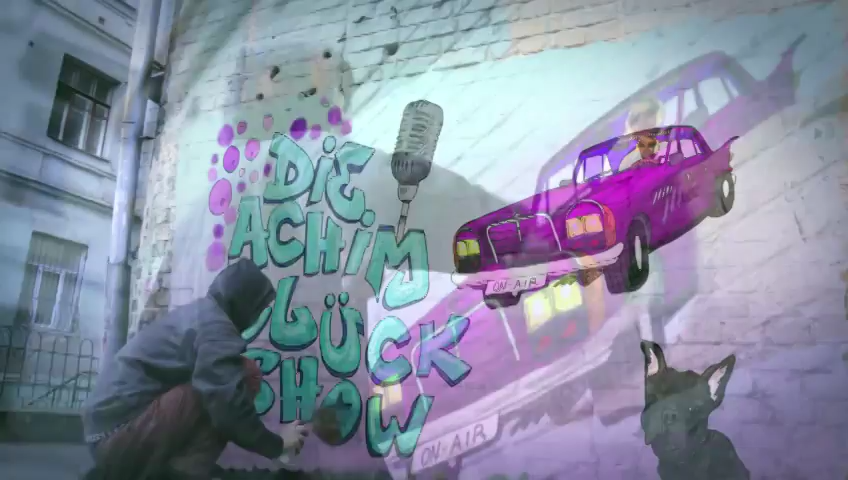 DIE
ACHIM
GLÜCK
SHOW
ON-AIR
ON-AIR